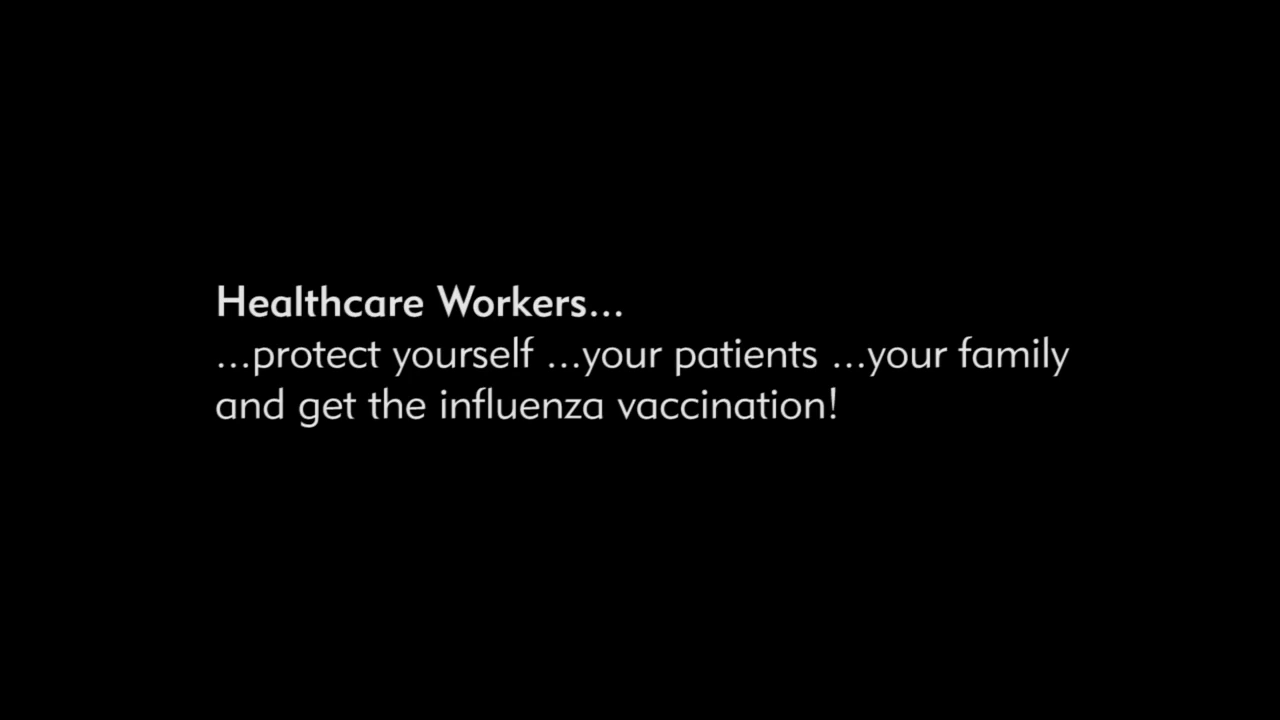 Healthcare Workers...
...protect yourself ...your patients ...your family
and get the influenza vaccination!